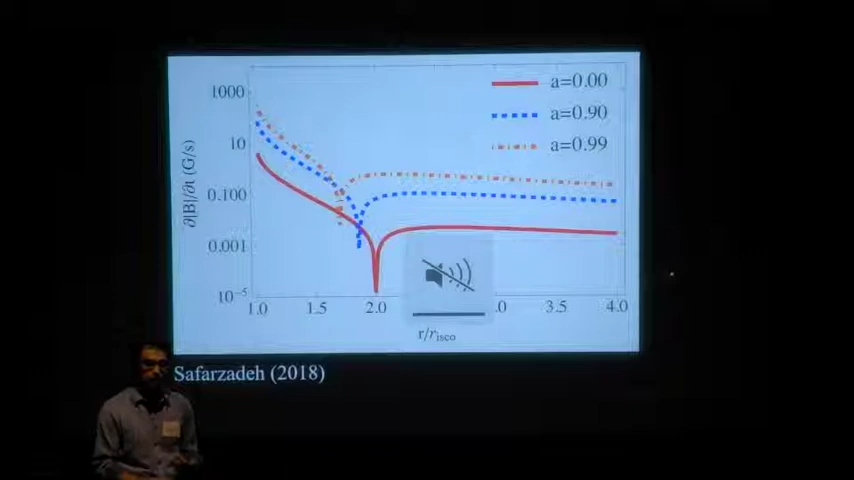 1000
10
0.100
0.001
10⁻⁵
∂|B|/∂t (G/s)
a=0.00
a=0.90
a=0.99
1.0 1.5 2.0 .0 3.5 4.0
r/r_isco
Safarzadeh (2018)